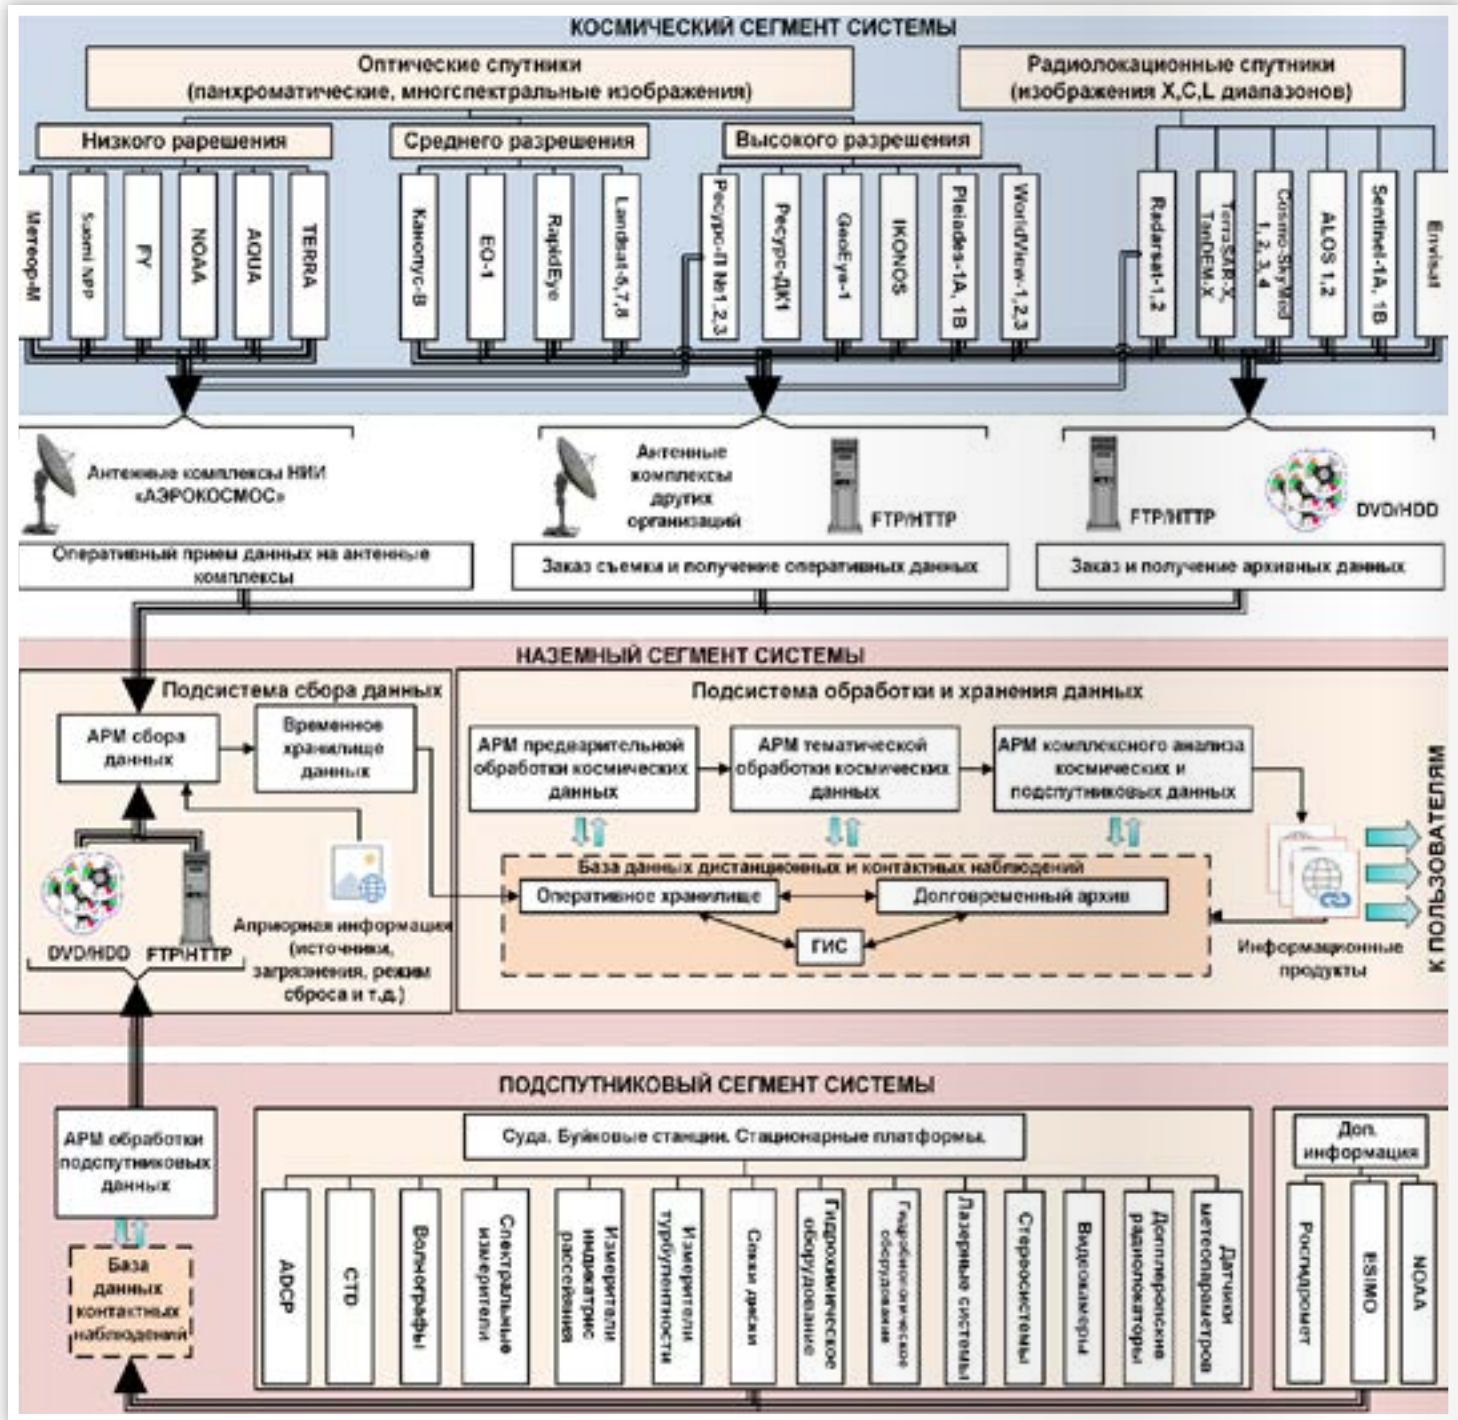 КОСМИЧЕСКИЙ СЕГМЕНТ СИСТЕМЫ
Оптические спутники
(панхроматические, многспектральные изображения)
Радиолокационные спутники
(изображения X,C,L диапазонов)
Низкого рарешения
Среднего разрешения
Высокого разрешения
Метеор-М
Suomi NPP
FY
NOAA
AQUA
TERRA
Канопус-В
EO-1
RapidEye
Landsat-5,7,8
Ресурс-П №1,2,3
Ресурс-ДК1
GeoEye-1
IKONOS
Pleiades-1A, 1B
WorldView-1,2,3
Radarsat-1,2
TerraSAR-X,
TanDEM-X
Cosmo-SkyMed
1, 2, 3, 4
ALOS 1,2
Sentinel-1A, 1B
Envisat
Антенные комплексы НИИ
«АЭРОКОСМОС»
Антенные
комплексы
других
организаций
FTP/HTTP
FTP/HTTP
DVD/HDD
Оперативный прием данных на антенные
комплексы
Заказ съемки и получение оперативных данных
Заказ и получение архивных данных
НАЗЕМНЫЙ СЕГМЕНТ СИСТЕМЫ
Подсистема сбора данных
АРМ сбора
данных
Временное
хранилище
данных
DVD/HDD
FTP/HTTP
Априорная информация
(источники,
загрязнения, режим
сброса и т.д.)
Подсистема обработки и хранения данных
АРМ предварительной
обработки космических
данных
АРМ тематической
обработки космических
данных
АРМ комплексного анализа
космических и
подспутниковых данных
База данных дистанционных и контактных наблюдений
Оперативное хранилище
Долговременный архив
ГИС
Информационные
продукты
К ПОЛЬЗОВАТЕЛЯМ
ПОДСПУТНИКОВЫЙ СЕГМЕНТ СИСТЕМЫ
АРМ обработки
подспутниковых
данных
База
данных
контактных
наблюдений
Суда. Буйковые станции. Стационарные платформы.
ADCP
CTD
Волнографы
Спектральные
измерители
Измерители
индикатрис
рассеяния
Измерители
турбулентности
Секки диски
Гидрохимическое
оборудование
Гидробиологическое
оборудование
Лазерные системы
Стереосистемы
Видеокамеры
Допплеровские
радиолокаторы
Датчики
метеопараметров
Доп.
информация
Росгидромет
ESIMO
NOAA